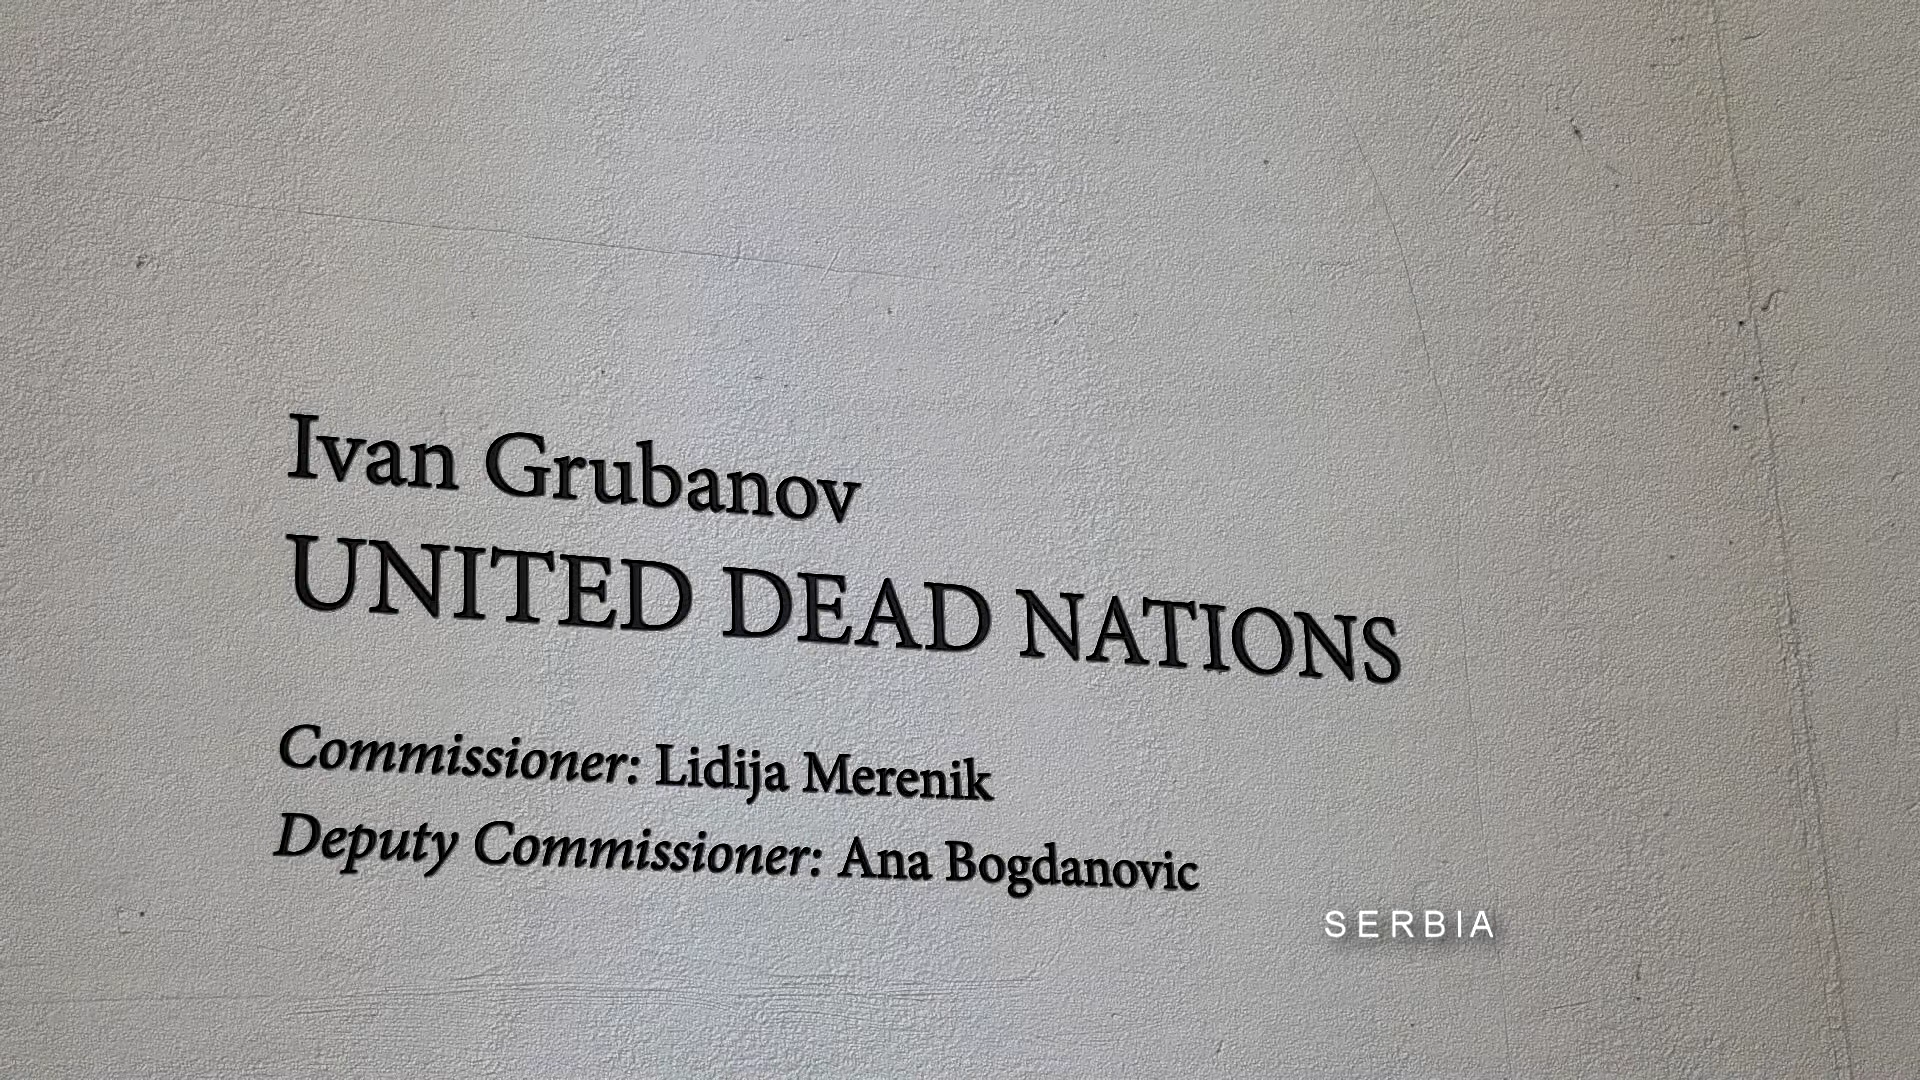 Ivan Grubanov
UNITED DEAD NATIONS
Commissioner: Lidija Merenik
Deputy Commissioner: Ana Bogdanovic
SERBIA